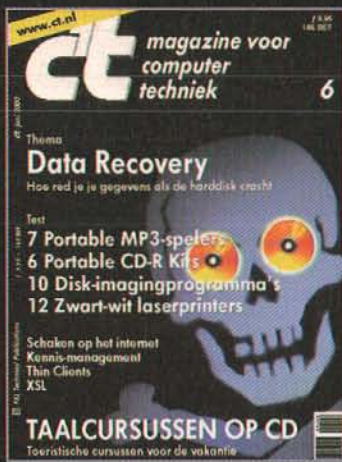 www.ct.nl
c't
magazine voor
computer
techniek
6
Thema
Data Recovery
Hoe red je je gegevens als de harddisk crasht
Test
7 Portable MP3-spelers
6 Portable CD-R Kits
10 Disk-imagingprogramma's
12 Zwart-wit laserprinters
Schaken op het internet
Kennis-management
Thin Clients
XSL
TAALCURSUSSEN OP CD
Toeristische cursussen voor de vakantie